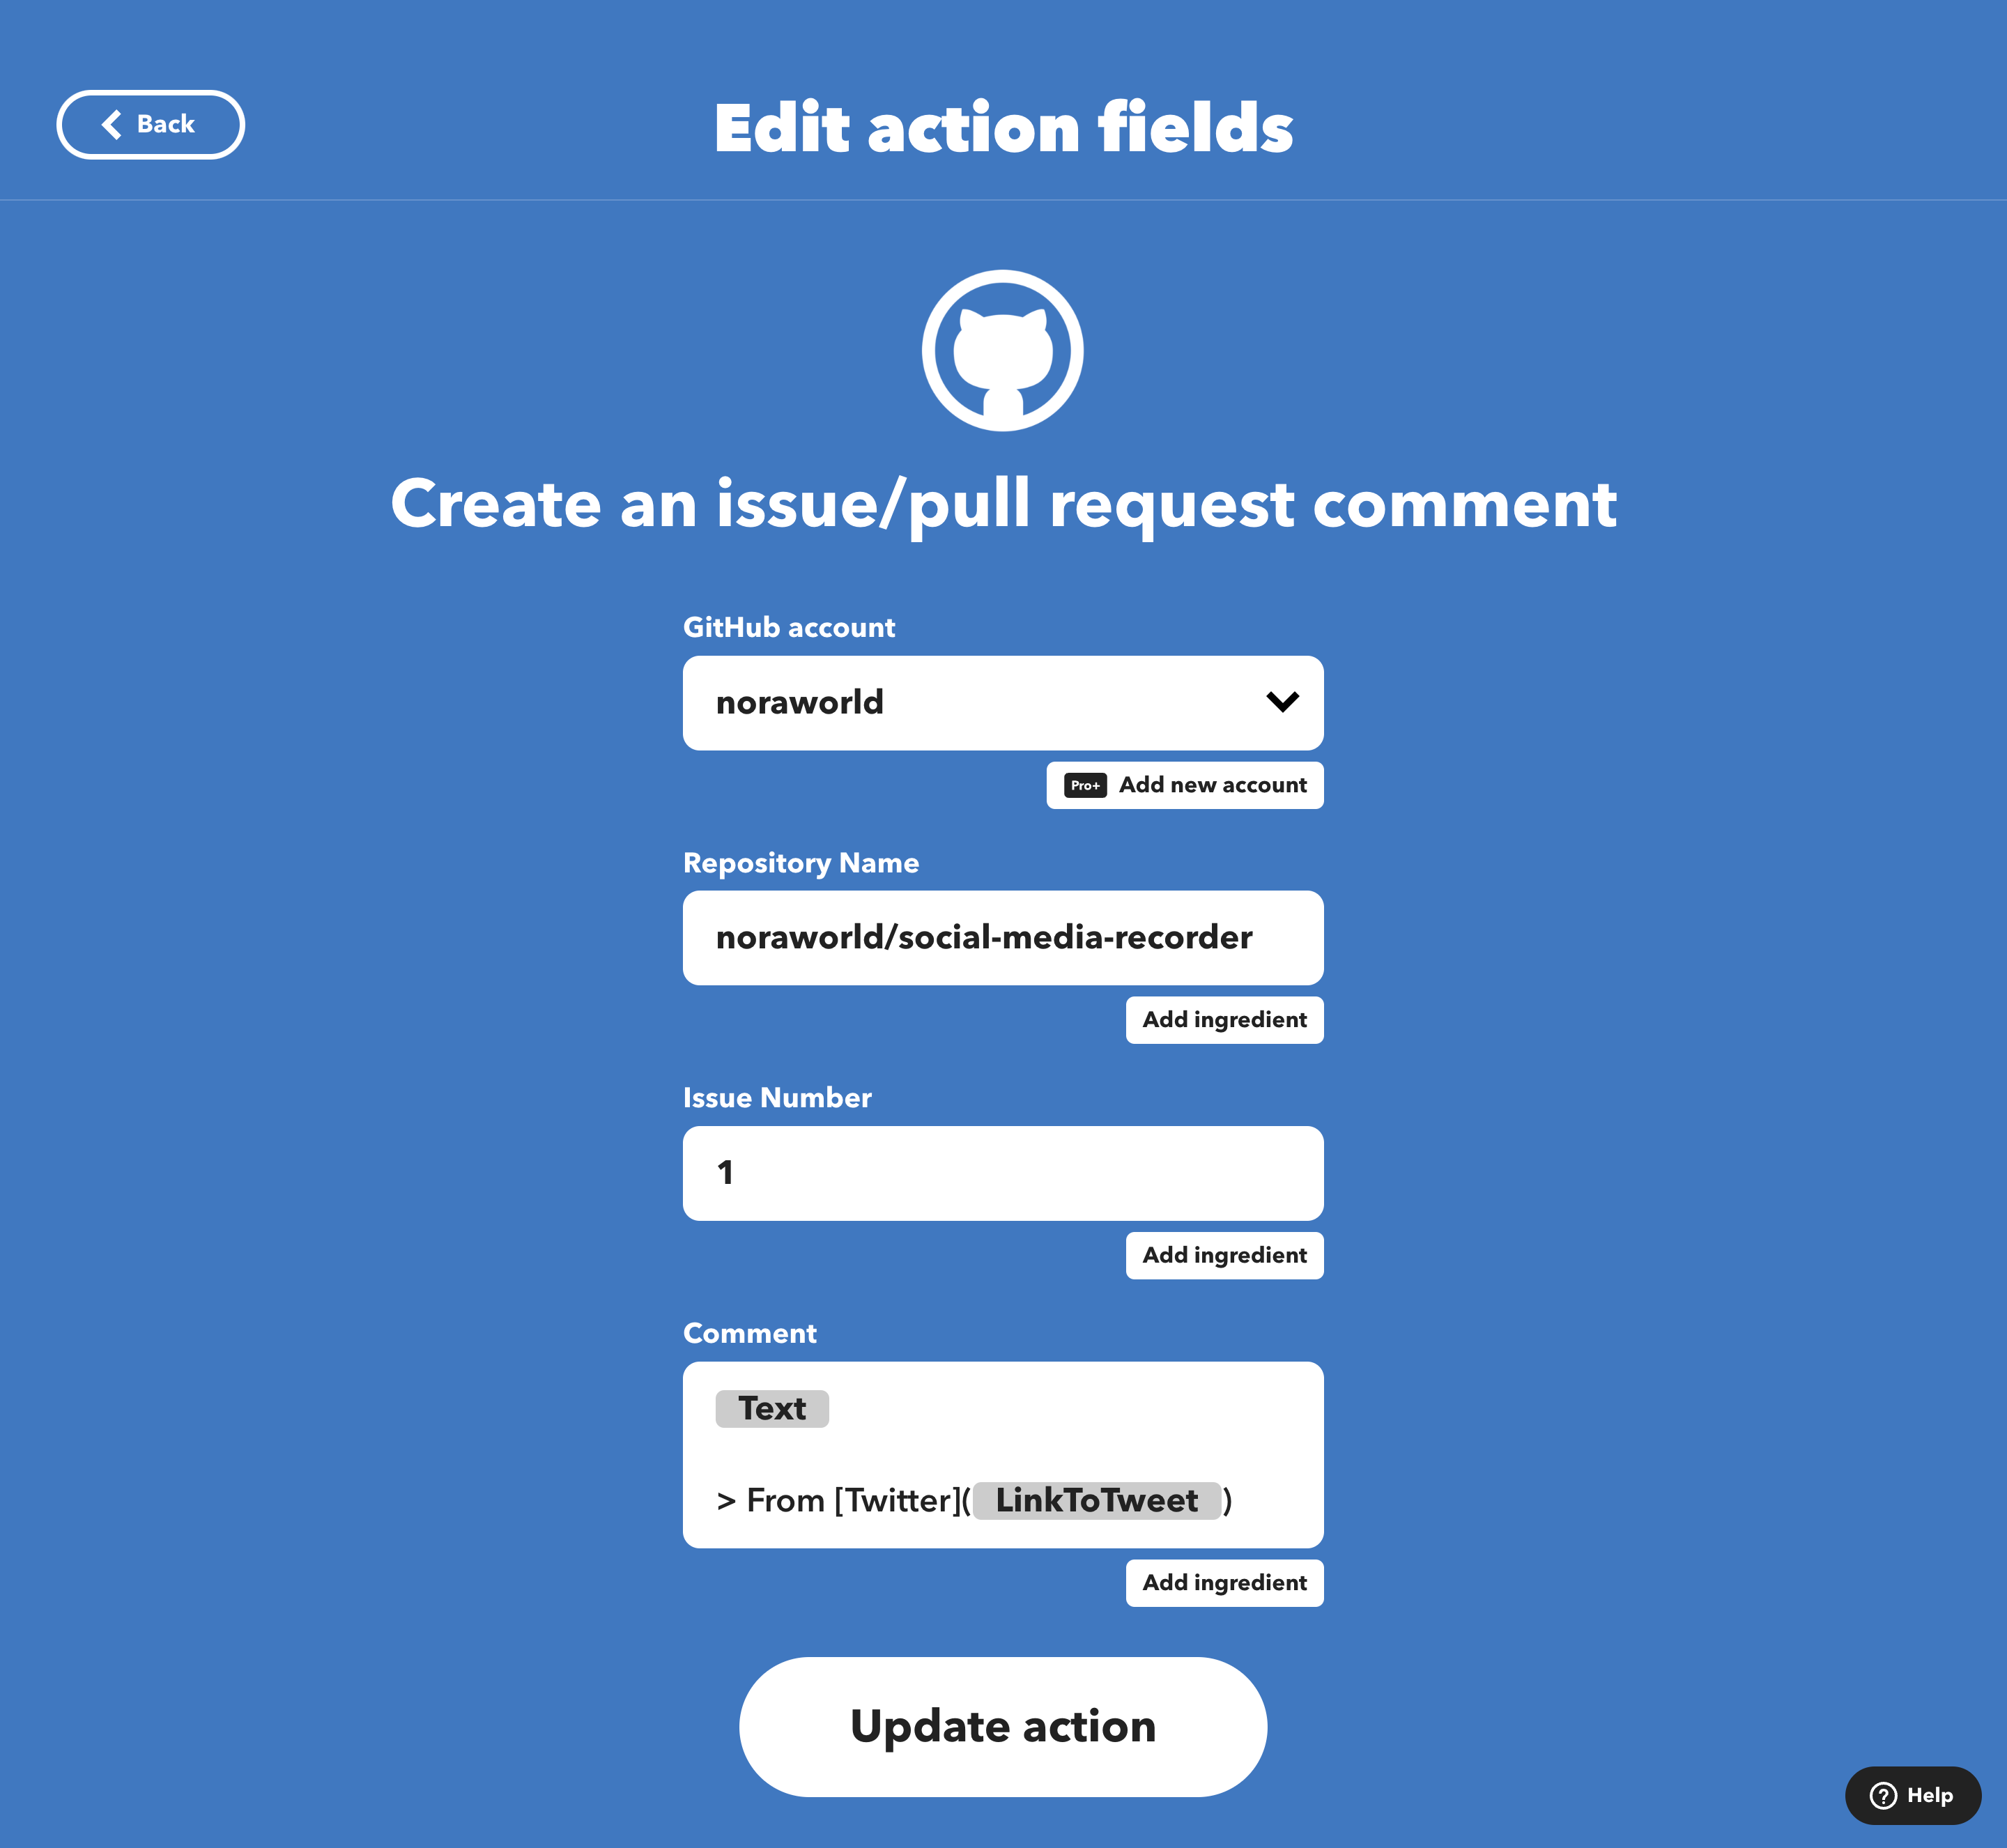 Back
Edit action fields
Create an issue/pull request comment
GitHub account
noraworld
Pro+ Add new account
Repository Name
noraworld/social-media-recorder
Add ingredient
Issue Number
1
Add ingredient
Comment
Text
> From [Twitter]( LinkToTweet )
Add ingredient
Update action
? Help